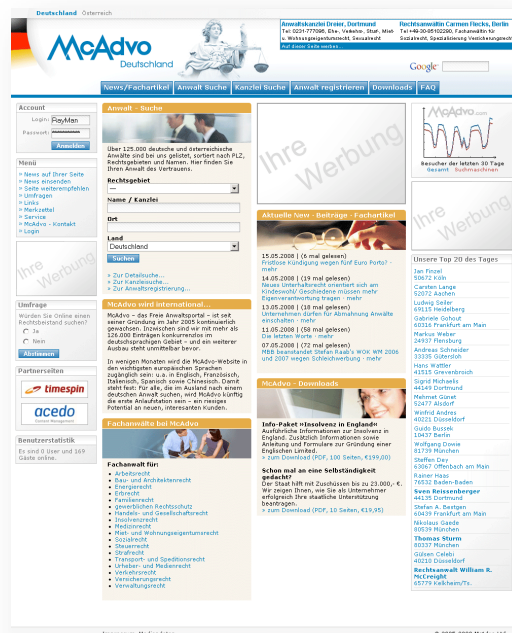 Deutschland Österreich
McAdvo
Deutschland
Anwaltskanzlei Dreier, Dortmund
Tel: 0231-777086, Ehe-, Verkehrs-, Straf-, Miet-
u. Wohnungseigentumsrecht, Sexualrecht
Auf dieser Seite werben...
Rechtsanwältin Carmen Flecks, Berlin
Tel +49-30-85102290, Fachanwältin für
Sozialrecht, Spezialisierung Versicherungsrecht
Google
News/Fachartikel Anwalt Suche Kanzlei Suche Anwalt registrieren Downloads FAQ
Account
Login: RayMan
Passwort: ********
Anmelden
Menü
» News auf Ihrer Seite
» News einsenden
» Seite weiterempfehlen
» Umfragen
» Links
» Merkzettel
» Service
» McAdvo - Kontakt
» Login
Ihre Werbung
Umfrage
Würden Sie Online einen
Rechtsbeistand suchen?
Ja
Nein
Abstimmen
Partnerseiten
timespin
acedo
Benutzerstatistik
Es sind 0 User und 169
Gäste online.
Anwalt - Suche
Über 125.000 deutsche und österreichische
Anwälte sind bei uns gelistet, sortiert nach PLZ,
Rechtsgebieten und Namen. Hier finden Sie
Ihren Anwalt des Vertrauens.
Rechtsgebiet
---
Name / Kanzlei
Ort
Land
Deutschland
Suchen
» Zur Detailsuche...
» Zur Kanzleisuche...
» Zur Anwaltsregistrierung...
McAdvo wird international...
McAdvo – das Freie Anwaltsportal – ist seit
seiner Gründung im Jahr 2005 kontinuierlich
gewachsen. Inzwischen sind wir mit mehr als
126.000 Einträgen konkurrenzlos im
deutschsprachigen Gebiet – und ein weiterer
Ausbau steht unmittelbar bevor.
In wenigen Monaten wird die McAdvo-Website in
den wichtigsten europäischen Sprachen
zugänglich sein: u.a. in Englisch, Französisch,
Italienisch, Spanisch sowie Chinesisch. Damit
steht fest: Für alle, die im Ausland nach einem
deutschen Anwalt suchen, wird McAdvo künftig
die erste Anlaufstation sein – ein riesiges
Potential an neuen, interessanten Kunden.
Fachanwälte bei McAdvo
Fachanwalt für:
Arbeitsrecht
Bau- und Architektenrecht
Energierecht
Erbrecht
Familienrecht
gewerblichen Rechtsschutz
Handels- und Gesellschaftsrecht
Insolvenzrecht
Medizinrecht
Miet- und Wohnungseigentumsrecht
Sozialrecht
Steuerrecht
Strafrecht
Transport- und Speditionsrecht
Urheber- und Medienrecht
Verkehrsrecht
Versicherungsrecht
Verwaltungsrecht
Ihre Werbung
Aktuelle New - Beiträge - Fachartikel
15.05.2008 | (6 mal gelesen)
Fristlose Kündigung wegen fünf Euro Porto? -
mehr
14.05.2008 | (19 mal gelesen)
Neues Unterhaltsrecht orientiert sich am
Kindeswohl/ Geschiedene müssen mehr
Eigenverantwortung tragen - mehr
13.05.2008 | (18 mal gelesen)
Unternehmen dürfen für Abmahnung Anwälte
einschalten - mehr
11.05.2008 | (58 mal gelesen)
Die letzten Worte - mehr
07.05.2008 | (72 mal gelesen)
MBB beanstandet Stefan Raab's WOK WM 2006
und 2007 wegen Schleichwerbung - mehr
McAdvo - Downloads
Info-Paket »Insolvenz in England«
Ausführliche Informationen zur Insolvenz in
England. Zusätzlich Informationen sowie
Anleitung und Formulare zur Gründung einer
Englischen Limited.
» zum Download (PDF, 100 Seiten, €199,00)
Schon mal an eine Selbständigkeit
gedacht?
Der Staat hilft mit Zuschüssen bis zu 23.000,- €.
Wir zeigen Ihnen, wie Sie als Unternehmer
erfolgreich Ihre staatliche Unterstützung
beantragen.
» zum Download (PDF, 10 Seiten, €19,95)
McAdvo.com
Besucher der letzten 30 Tage
Gesamt Suchmaschinen
Ihre Werbung
Unsere Top 20 des Tages
Jan Finzel
50672 Köln
Carsten Lange
52072 Aachen
Ludwig Seiler
69115 Heidelberg
Gabriele Gohout
60316 Frankfurt am Main
Markus Weber
24937 Flensburg
Andreas Schneider
33335 Gütersloh
Hans Wattler
41515 Grevenbroich
Sigrid Michaelis
44149 Dortmund
Mehmet Günet
52477 Alsdorf
Winfrid Andres
40221 Düsseldorf
Guido Bussek
10437 Berlin
Wolfgang Dowie
81739 München
Steffen Dey
63067 Offenbach am Main
Rainer Haas
76532 Baden-Baden
Sven Reissenberger
44135 Dortmund
Stefan A. Bestgen
60439 Frankfurt am Main
Nikolaus Gaede
80539 München
Thomas Sturm
80337 München
Gülsen Celebi
40210 Düsseldorf
Rechtsanwalt William R.
McCreight
65779 Kelkheim/Ts.